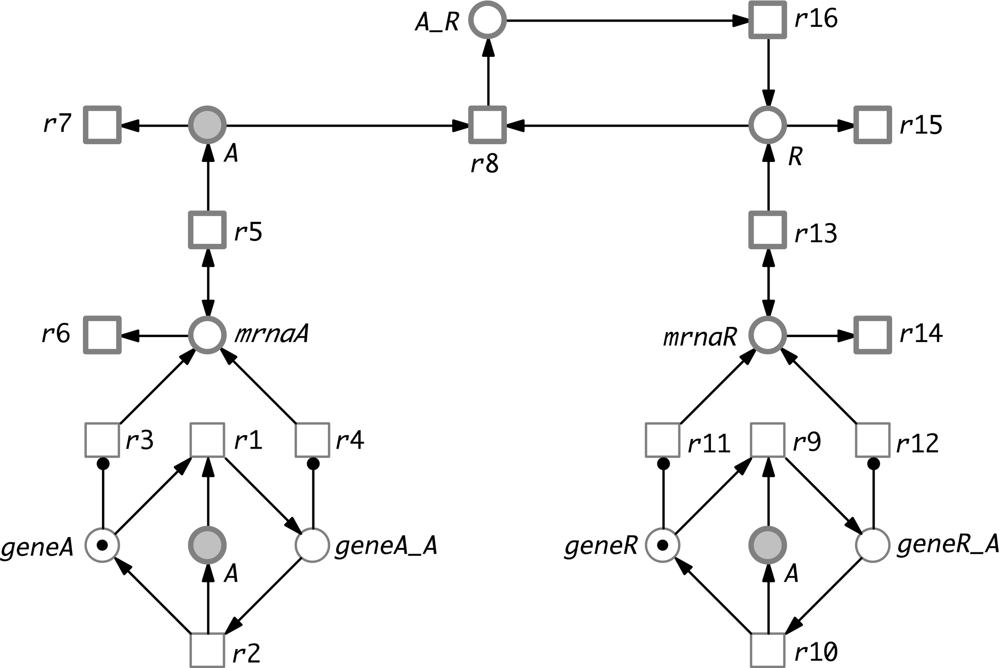 A_R
r16
r7
A
r8
R
r15
r5
r13
r6
mrnaA
mrnaR
r14
r3
r1
r4
r11
r9
r12
geneA
A
geneA_A
geneR
A
geneR_A
r2
r10